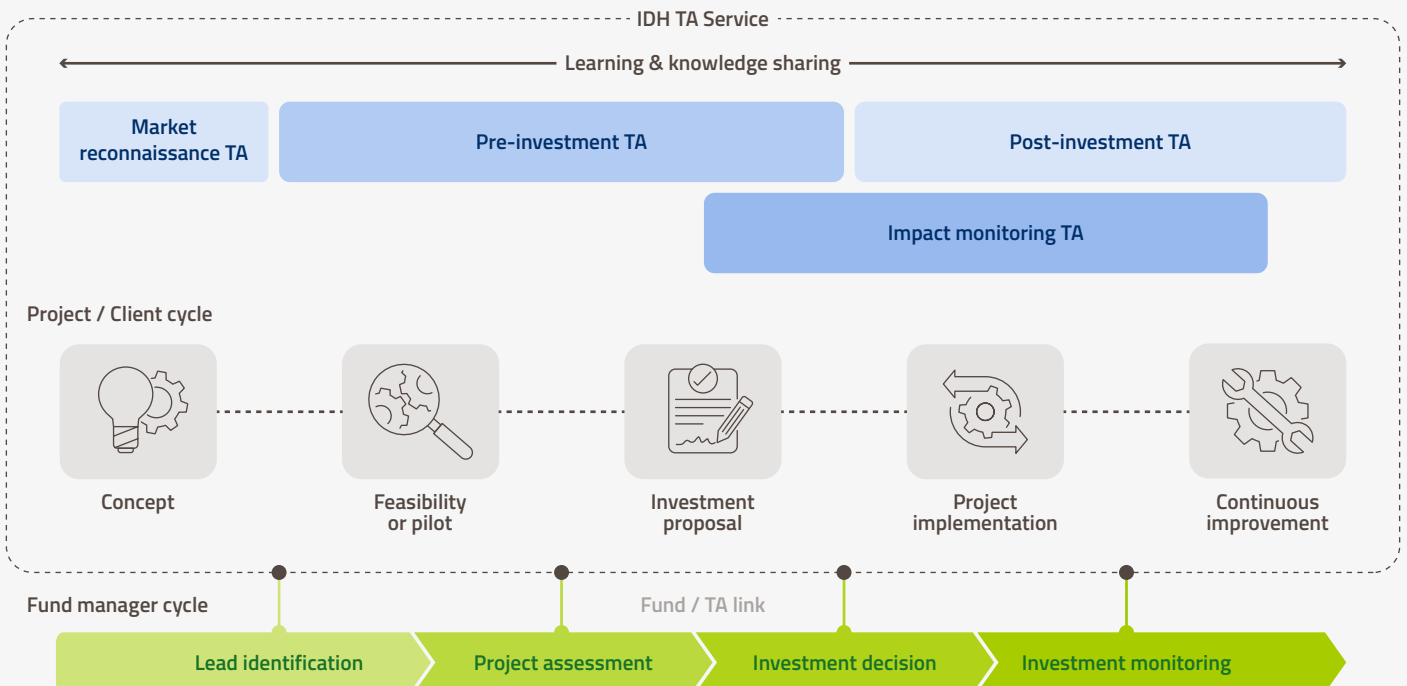 IDH TA Service
Learning & knowledge sharing
Market
reconnaissance TA
Pre-investment TA
Post-investment TA
Impact monitoring TA
Project / Client cycle
Concept
Feasibility
or pilot
Investment
proposal
Project
implementation
Continuous
improvement
Fund manager cycle
Fund / TA link
Lead identification
Project assessment
Investment decision
Investment monitoring